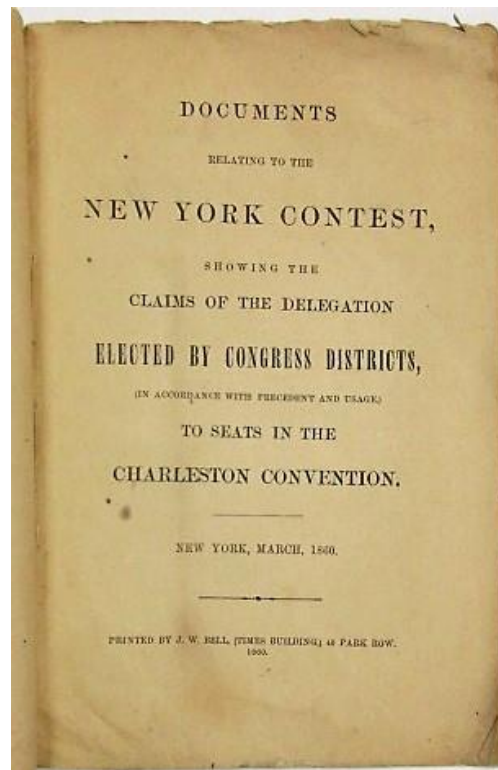 DOCUMENTS
RELATING TO THE
NEW YORK CONTEST,
SHOWING THE
CLAIMS OF THE DELEGATION
ELECTED BY CONGRESS DISTRICTS,
(IN ACCORDANCE WITH PRECEDENT AND USAGE,)
TO SEATS IN THE
CHARLESTON CONVENTION.
NEW YORK, MARCH, 1860.
PRINTED BY J. W. BELL, (TIMES BUILDING,) PARK ROW.
1860.